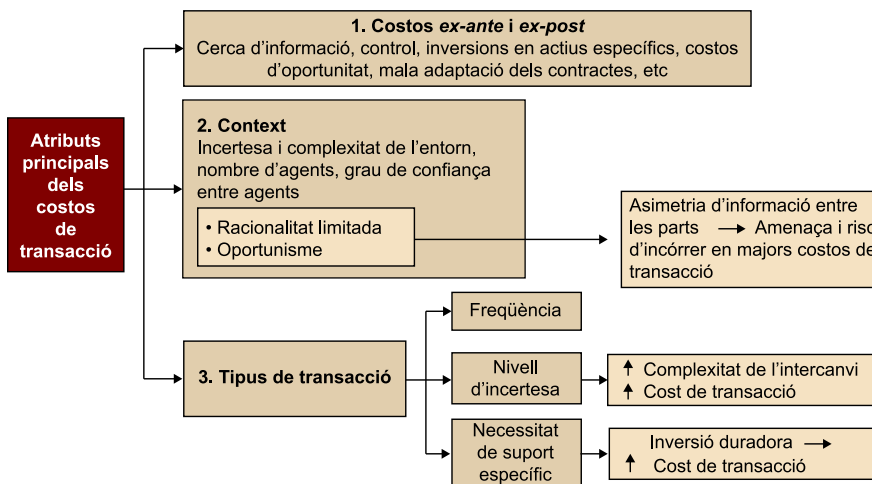 Atributs
principals
dels
costos
de
transacció
1. Costos ex-ante i ex-post
Cerca d’informació, control, inversions en actius específics, costos
d’oportunitat, mala adaptació dels contractes, etc
2. Context
Incertesa i complexitat de l’entorn,
nombre d’agents, grau de confiança
entre agents
• Racionalitat limitada
• Oportunisme
Asimetria d’informació entre
les parts → Amenaça i risc
d’incórrer en majors costos de
transacció
3. Tipus de transacció
Freqüència
Nivell
d’incertesa
↑ Complexitat de l’intercanvi
↑ Cost de transacció
Necessitat
de suport
específic
Inversió duradora →
↑ Cost de transacció